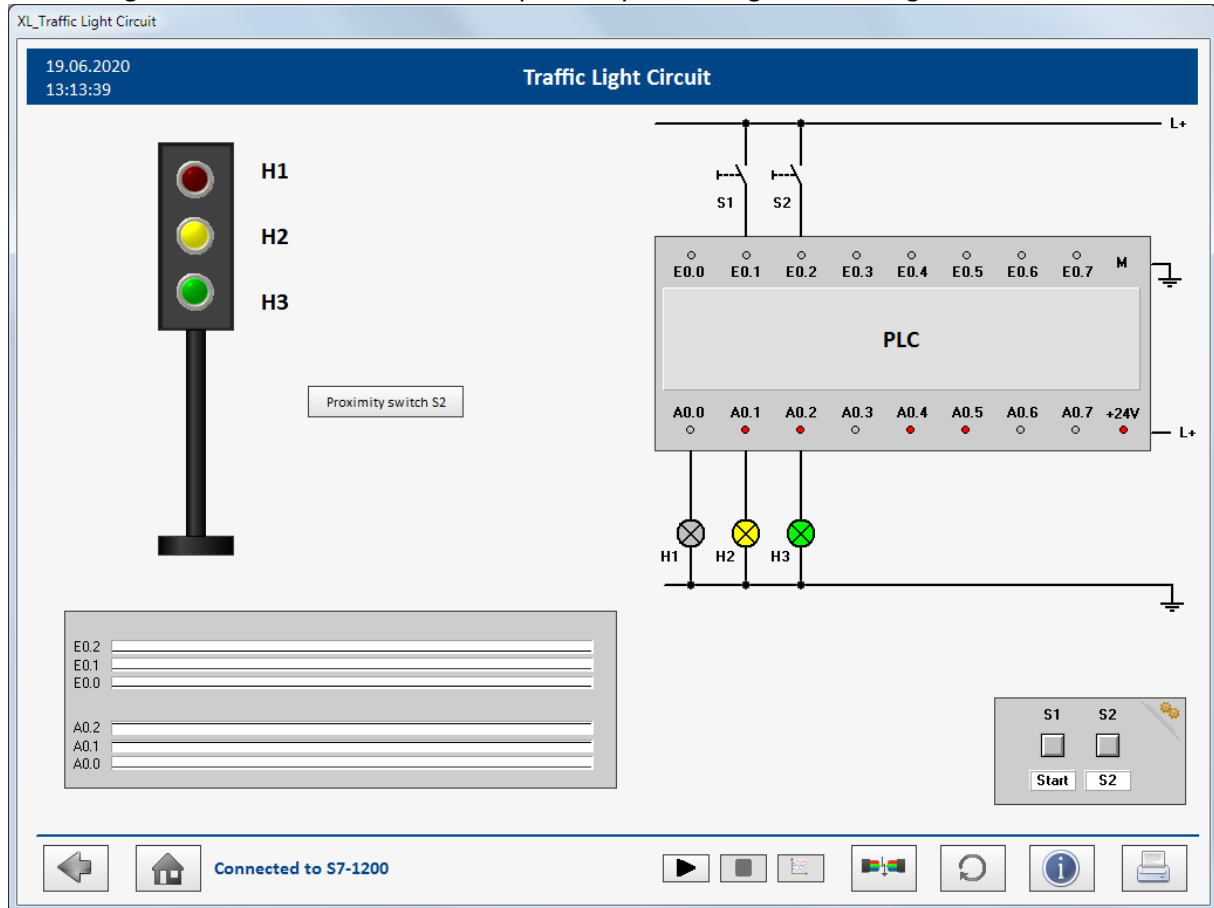 XL_Traffic Light Circuit
19.06.2020
13:13:39
Traffic Light Circuit
L+
H1
H2
H3
S1 S2
E0.0 E0.1 E0.2 E0.3 E0.4 E0.5 E0.6 E0.7 M
PLC
Proximity switch S2
A0.0 A0.1 A0.2 A0.3 A0.4 A0.5 A0.6 A0.7 +24V
L+
H1 H2 H3
E0.2
E0.1
E0.0
A0.2
A0.1
A0.0
S1 S2
Start S2
Connected to S7-1200